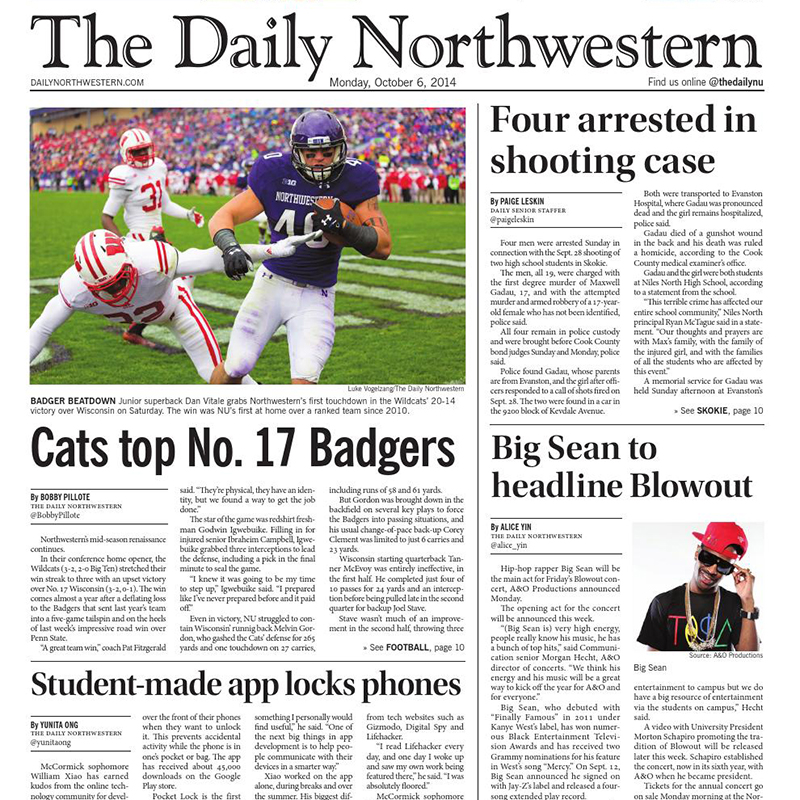 The Daily Northwestern
DAILYNORTHWESTERN.COM
Monday, October 6, 2014
Find us online @thedailynu
31
B1G
NORTHWESTERN
40
Luke Vogelzang/The Daily Northwestern
BADGER BEATDOWN Junior superback Dan Vitale grabs Northwestern's first touchdown in the Wildcats' 20-14
victory over Wisconsin on Saturday. The win was NU's first at home over a ranked team since 2010.
Cats top No. 17 Badgers
By BOBBY PILLOTE
THE DAILY NORTHWESTERN
@BobbyPillote
Northwestern's mid-season renaissance
continues.
In their conference home opener, the
Wildcats (3-2, 2-0 Big Ten) stretched their
win streak to three with an upset victory
over No. 17 Wisconsin (3-2, 0-1). The win
comes almost a year after a deflating loss
to the Badgers that sent last year's team
into a five-game tailspin and on the heels
of last week's impressive road win over
Penn State.
"A great team win," coach Pat Fitzgerald
said. "They're physical, they have an iden-
tity, but we found a way to get the job
done."
The star of the game was redshirt fresh-
man Godwin Igwebuike. Filling in for
injured senior Ibraheim Campbell, Igwe-
buike grabbed three interceptions to lead
the defense, including a pick in the final
minute to seal the game.
"I knew it was going to be my time
to step up," Igwebuike said. "I prepared
like I've never prepared before and it paid
off."
Even in victory, NU struggled to con-
tain Wisconsin' runnig back Melvin Gor-
don, who gashed the Cats' defense for 265
yards and one touchdown on 27 carries,
including runs of 58 and 61 yards.
But Gordon was brought down in the
backfield on several key plays to force
the Badgers into passing situations, and
his usual change-of-pace back-up Corey
Clement was limited to just 6 carries and
23 yards.
Wisconsin starting quarterback Tan-
ner McEvoy was entirely ineffective, in
the first half. He completed just four of
10 passes for 24 yards and an intercep-
tion before being pulled late in the second
quarter for backup Joel Stave.
Stave wasn't much of an improve-
ment in the second half, throwing three
» See FOOTBALL, page 10
Student-made app locks phones
By YUNITA ONG
THE DAILY NORTHWESTERN
@yunitaong
McCormick sophomore
William Xiao has earned
kudos from the online tech-
nology community for devel-
over the front of their phones
when they want to unlock
it. This prevents accidental
activity while the phone is in
one's pocket or bag. The app
has received about 45,000
downloads on the Google
Play store.
Pocket Lock is the first
something I personally would
find useful," he said. "One of
the next big things in app
development is to help peo-
ple communicate with their
devices in a smarter way."
Xiao worked on the app
alone, during breaks and over
the summer. His biggest dif-
from tech websites such as
Gizmodo, Digital Spy and
Lifehacker.
"I read Lifehacker every
day, and one day I woke up
and saw my own work being
featured there," he said. "I was
absolutely floored."
McCormick sophomore
Four arrested in
shooting case
By PAIGE LESKIN
DAILY SENIOR STAFFER
@paigeleskin
Four men were arrested Sunday in
connection with the Sept. 28 shooting of
two high school students in Skokie.
The men, all 19, were charged with
the first degree murder of Maxwell
Gadau, 17, and with the attempted
murder and armed robbery of a 17-year-
old female who has not been identified,
police said.
All four remain in police custody
and were brought before Cook County
bond judges Sunday and Monday, police
said.
Police found Gadau, whose parents
are from Evanston, and the girl after offi-
cers responded to a call of shots fired on
Sept. 28. The two were found in a car in
the 9200 block of Kevdale Avenue.
Both were transported to Evanston
Hospital, where Gadau was pronounced
dead and the girl remains hospitalized,
police said.
Gadau died of a gunshot wound
in the back and his death was ruled
a homicide, according to the Cook
County medical examiner's office.
Gadau and the girl were both students
at Niles North High School, according
to a statement from the school.
"This terrible crime has affected our
entire school community," Niles North
principal Ryan McTague said in a state-
ment. "Our thoughts and prayers are
with Max's family, with the family of
the injured girl, and with the families
of all the students who are affected by
this event."
A memorial service for Gadau was
held Sunday afternoon at Evanston's
» See SKOKIE, page 10
Big Sean to
headline Blowout
By ALICE YIN
THE DAILY NORTHWESTERN
@alice_yin
Hip-hop rapper Big Sean will
be the main act for Friday's Blowout con-
cert, A&O Productions announced
Monday.
The opening act for the concert
will be announced this week.
"(Big Sean is) very high energy,
people really know his music, he has
a bunch of top hits," said Communi-
cation senior Morgan Hecht, A&O
director of concerts. "We think his
energy and his music will be a great
way to kick off the year for A&O and
for everyone."
Big Sean, who debuted with
"Finally Famous" in 2011 under
Kanye West's label, has won numer-
ous Black Entertainment Televi-
sion Awards and has received two
Grammy nominations for his feature
in West's song "Mercy." On Sept. 12,
Big Sean announced he signed on
with Jay-Z's label and released a four-
song extended play record.
Source: A&O Productions
Big Sean
entertainment to campus but we do
have a big resource of entertainment
via the students on campus," Hecht
said.
A video with University President
Morton Schapiro promoting the tra-
dition of Blowout will be released
later this week. Schapiro established
the concert, now in its sixth year, with
A&O when he became president.
Tickets for the annual concert go
on sale Monday morning at the Nor-